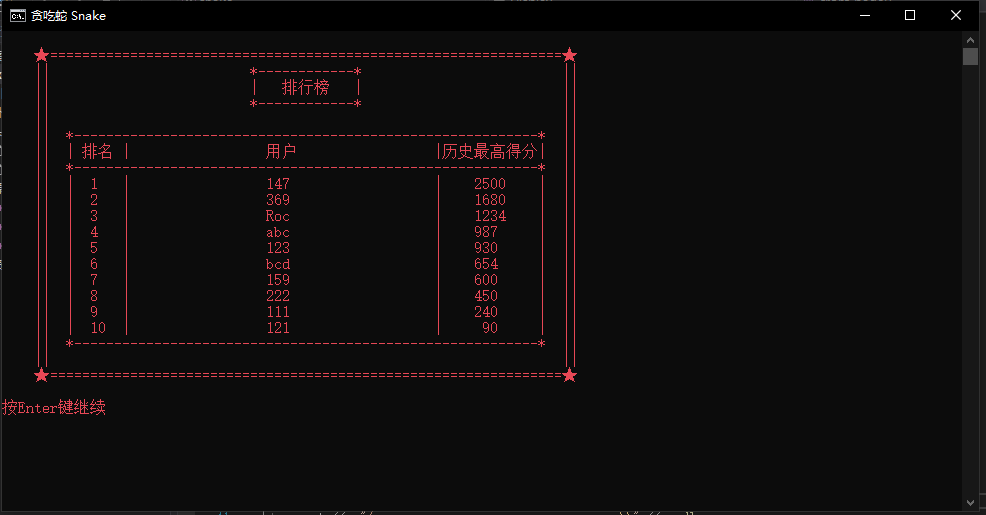 贪吃蛇 Snake
排行榜
排名 用户 历史最高得分
1 147 2500
2 369 1680
3 Roc 1234
4 abc 987
5 123 930
6 bcd 654
7 159 600
8 222 450
9 111 240
10 121 90
按Enter键继续